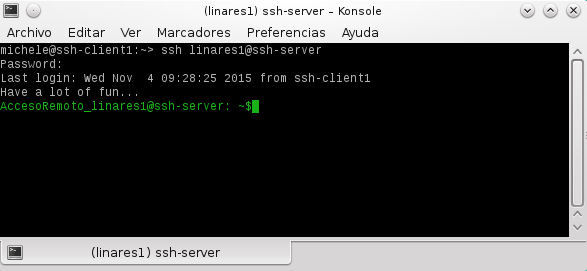 (linares1) ssh-server – Konsole
Archivo Editar Ver Marcadores Preferencias Ayuda
michele@ssh-client1:~> ssh linares1@ssh-server
Password:
Last login: Wed Nov  4 09:28:25 2015 from ssh-client1
Have a lot of fun...
AccesoRemoto_linares1@ssh-server: ~$
(linares1) ssh-server